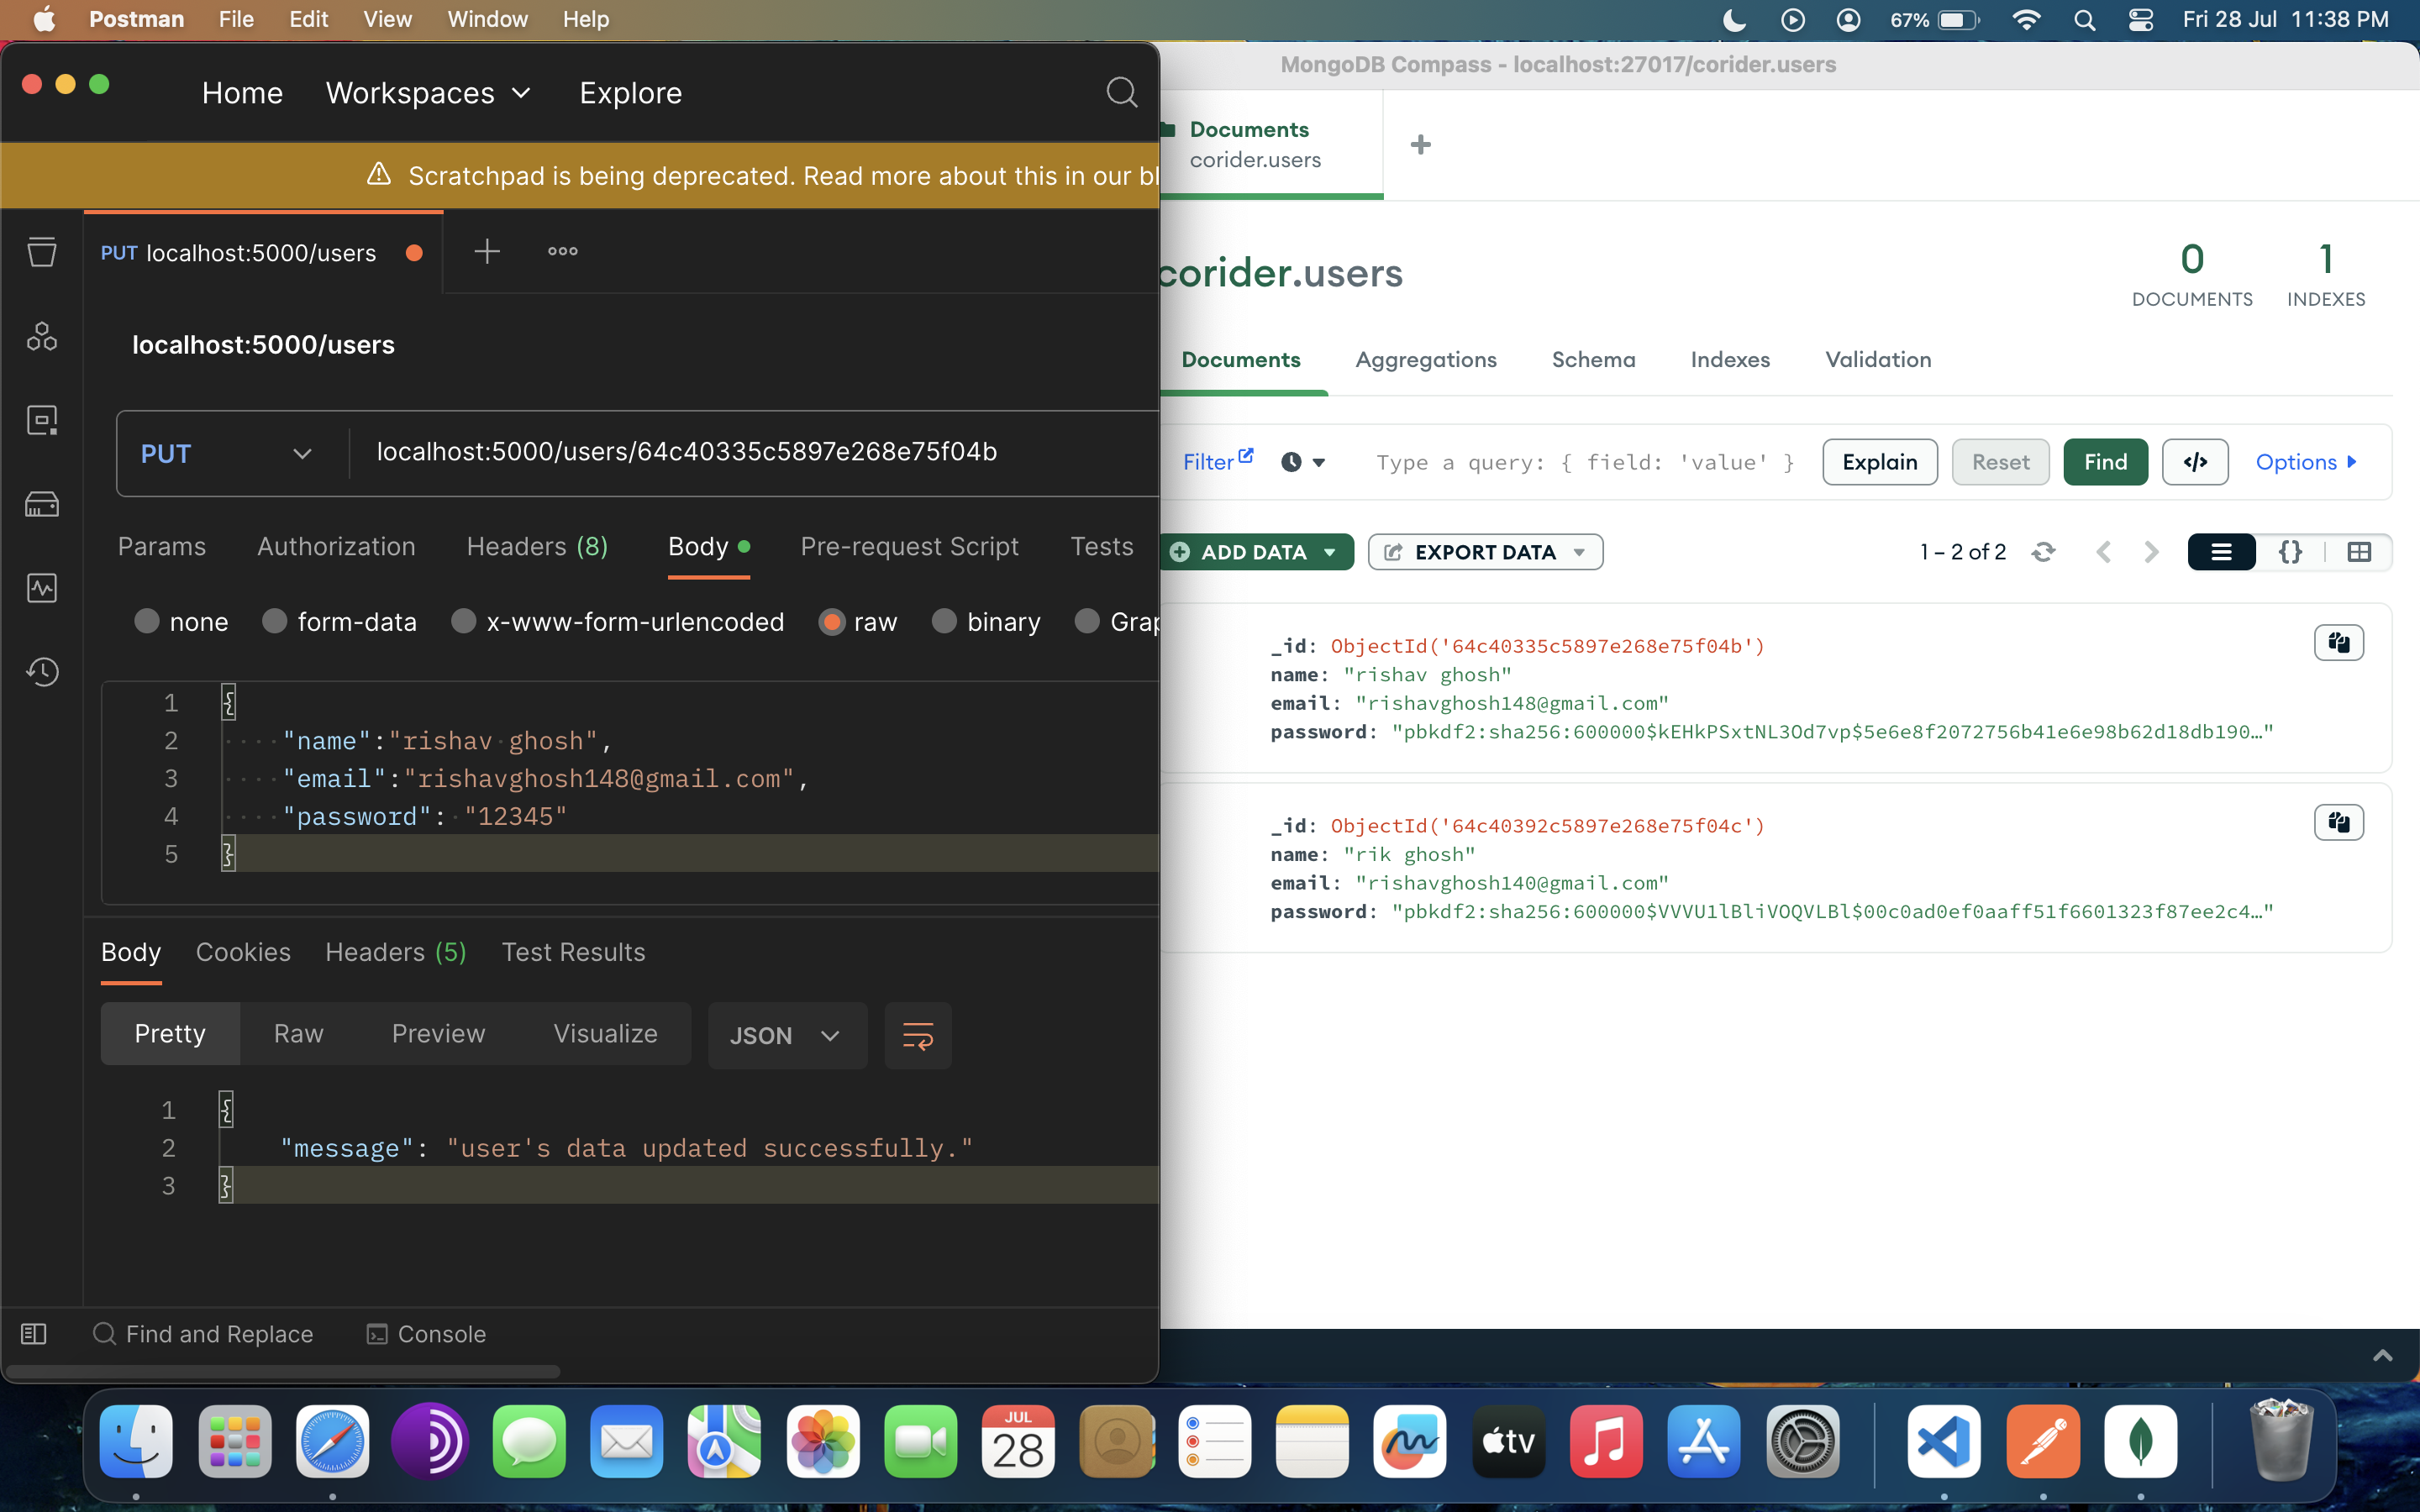 Postman File Edit View Window Help
67% Fri 28 Jul 11:38 PM
Home Workspaces Explore
Scratchpad is being deprecated. Read more about this in our bl
PUT localhost:5000/users
localhost:5000/users
PUT localhost:5000/users/64c40335c5897e268e75f04b
Params Authorization Headers (8) Body Pre-request Script Tests
none form-data x-www-form-urlencoded raw binary Grap
1 {
2 "name":"rishav ghosh",
3 "email":"rishavghosh148@gmail.com",
4 "password": "12345"
5 }
Body Cookies Headers (5) Test Results
Pretty Raw Preview Visualize JSON
1 {
2 "message": "user's data updated successfully."
3 }
Find and Replace Console
MongoDB Compass - localhost:27017/corider.users
Documents
corider.users
corider.users
0 1
DOCUMENTS INDEXES
Documents Aggregations Schema Indexes Validation
Filter Type a query: { field: 'value' } Explain Reset Find </> Options
ADD DATA EXPORT DATA 1 – 2 of 2 {}
_id: ObjectId('64c40335c5897e268e75f04b')
name: "rishav ghosh"
email: "rishavghosh148@gmail.com"
password: "pbkdf2:sha256:600000$kEHkPSxtNL3Od7vp$5e6e8f2072756b41e6e98b62d18db190…"
_id: ObjectId('64c40392c5897e268e75f04c')
name: "rik ghosh"
email: "rishavghosh140@gmail.com"
password: "pbkdf2:sha256:600000$VVVU1lBliVOQVLBl$00c0ad0ef0aaff51f6601323f87ee2c4…"
JUL
28
tv